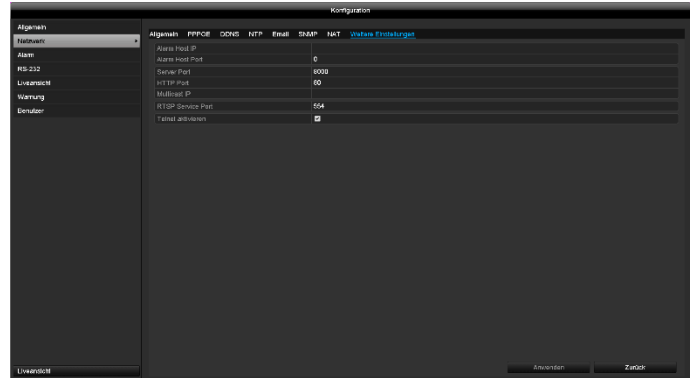 Konfiguration
Allgemein
Netzwerk
Alarm
RS-232
Liveansicht
Warnung
Benutzer
Liveansicht
Allgemein PPPOE DDNS NTP Email SNMP NAT Weitere Einstellungen
Alarm Host IP
Alarm Host Port 0
Server Port 8000
HTTP Port 80
Multicast IP
RTSP Service Port 554
Telnet aktivieren
Anwenden Zurück